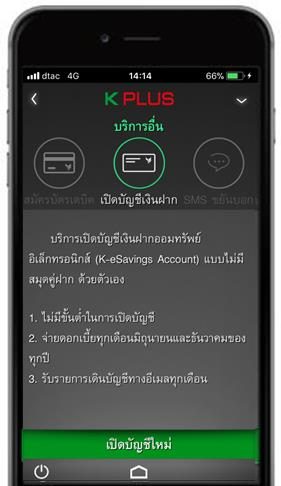 dtac 4G 14:14 66%
K PLUS
บริการอื่น
สมัครบัตรเดบิต เปิดบัญชีเงินฝาก SMS ขยันบอก
บริการเปิดบัญชีเงินฝากออมทรัพย์
อิเล็กทรอนิกส์ (K-eSavings Account) แบบไม่มี
สมุดคู่ฝาก ด้วยตัวเอง
1. ไม่มีขั้นต่ำในการเปิดบัญชี
2. จ่ายดอกเบี้ยทุกเดือนมิถุนายนและธันวาคมของ
ทุกปี
3. รับรายการเดินบัญชีทางอีเมลทุกเดือน
เปิดบัญชีใหม่